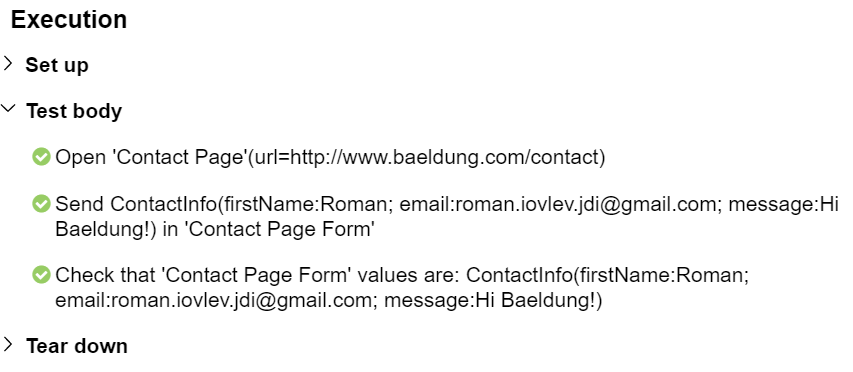 Execution
Set up
Test body
Open 'Contact Page'(url=http://www.baeldung.com/contact)
Send ContactInfo(firstName:Roman; email:roman.iovlev.jdi@gmail.com; message:Hi
Baeldung!) in 'Contact Page Form'
Check that 'Contact Page Form' values are: ContactInfo(firstName:Roman;
email:roman.iovlev.jdi@gmail.com; message:Hi Baeldung!)
Tear down